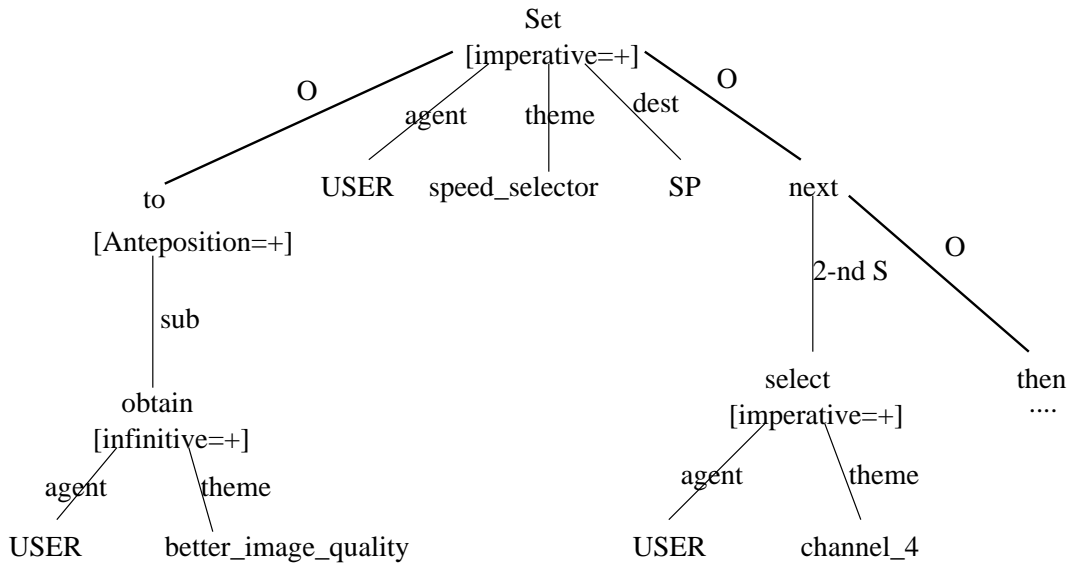 Set
[imperative=+]
O
O
agent
theme
dest
to
USER
speed_selector
SP
next
[Anteposition=+]
O
2-nd S
sub
select
then
obtain
[imperative=+]
....
[infinitive=+]
agent
theme
agent
theme
USER
better_image_quality
USER
channel_4